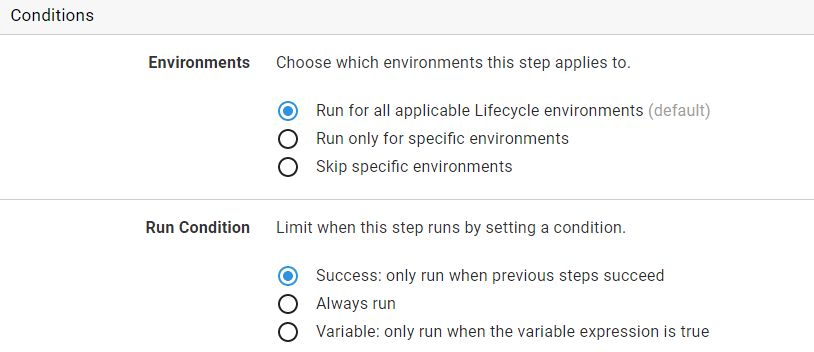 Conditions
Environments Choose which environments this step applies to.
Run for all applicable Lifecycle environments (default)
Run only for specific environments
Skip specific environments
Run Condition Limit when this step runs by setting a condition.
Success: only run when previous steps succeed
Always run
Variable: only run when the variable expression is true